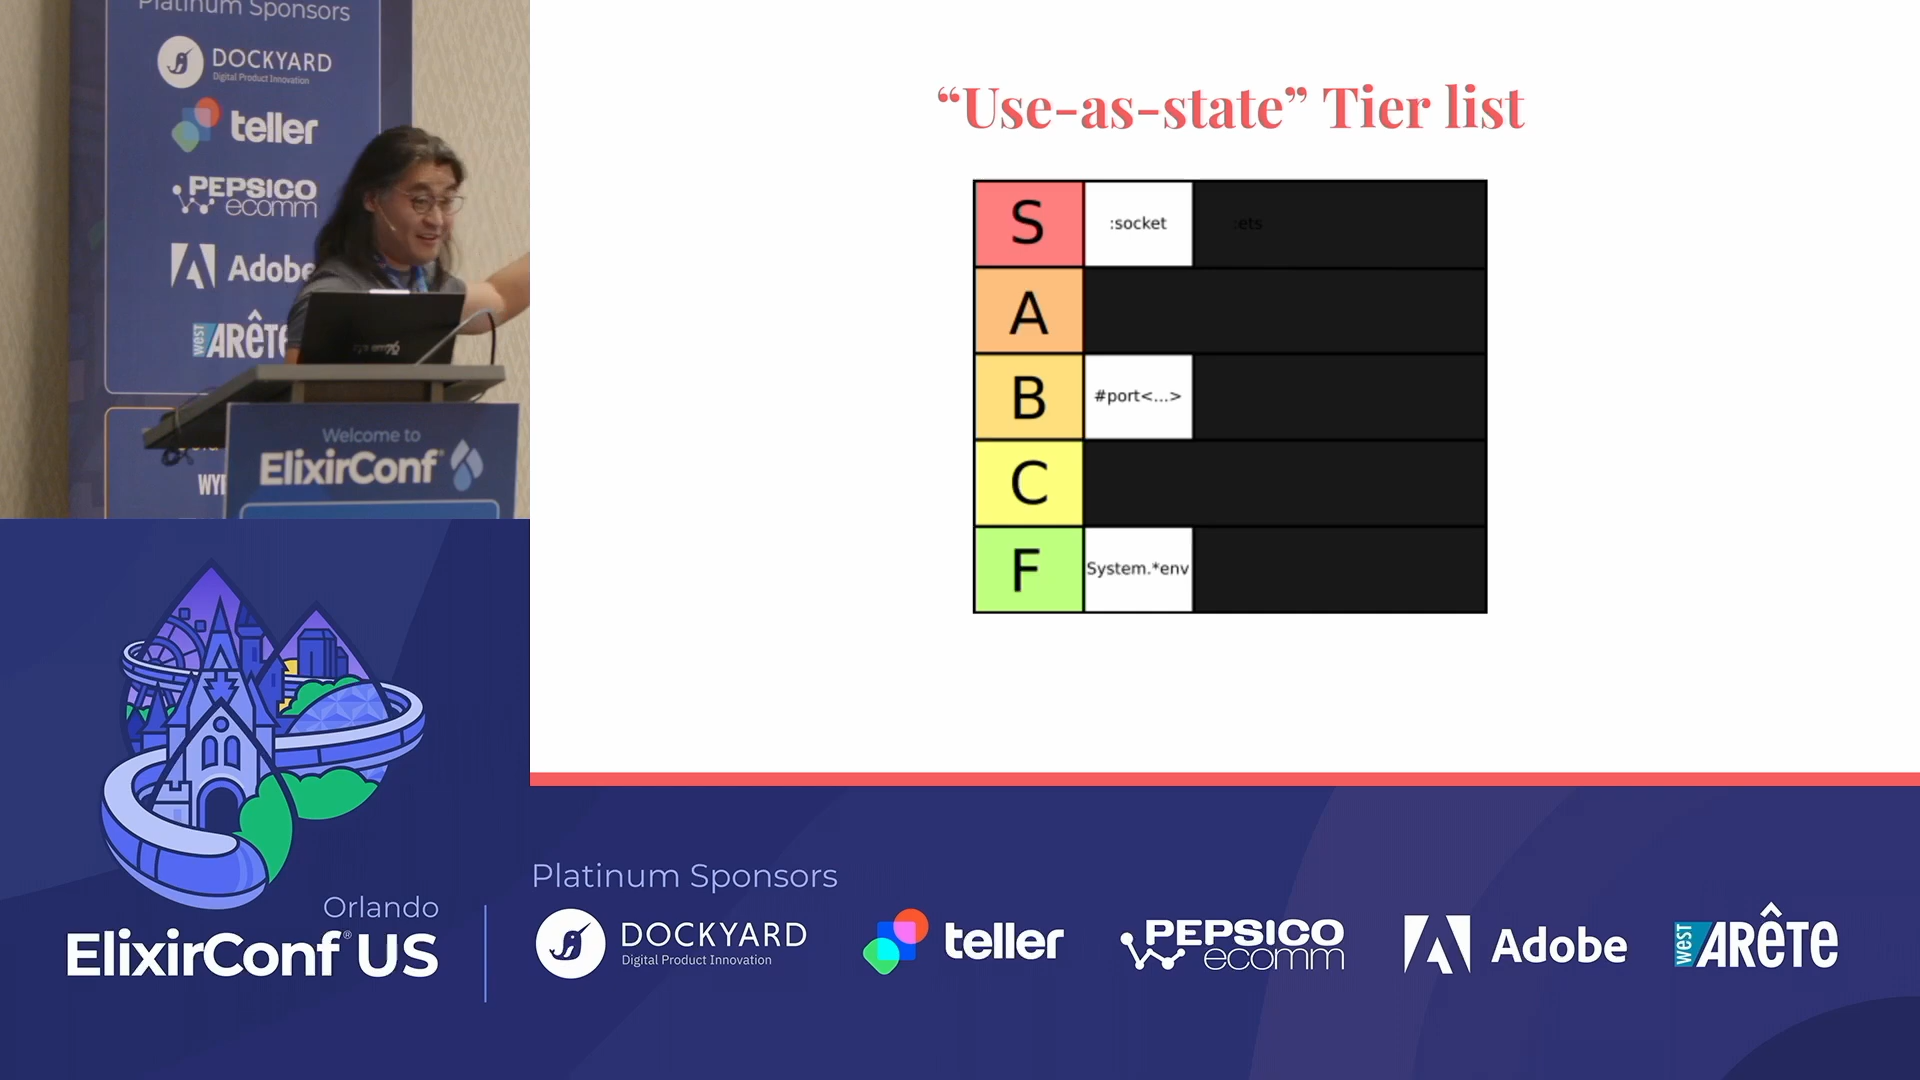 Platinum Sponsors
DOCKYARD
Digital Product Innovation
teller
PEPSICO
ecomm
Adobe
west ARÊTE
Welcome to
ElixirConf®
“Use-as-state” Tier list
S :socket :ets
A
B #port<...>
C
F System.*env
Orlando
ElixirConf® US
Platinum Sponsors
DOCKYARD
Digital Product Innovation
teller
PEPSICO
ecomm
Adobe
west ARÊTE